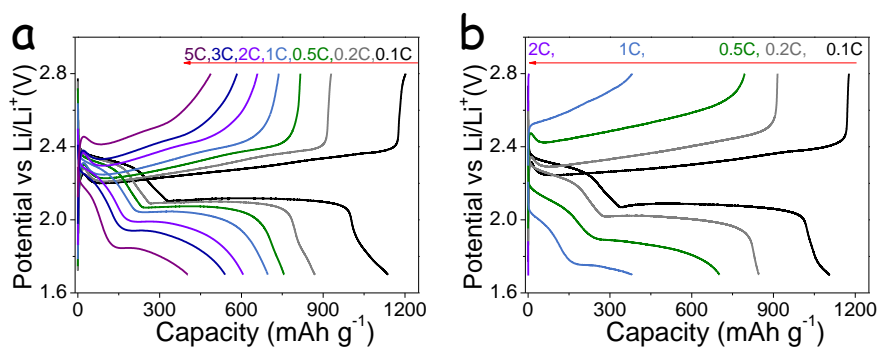 a
5C,3C,2C,1C,0.5C,0.2C,0.1C
Potential vs Li/Li⁺(V)
2.8
2.4
2.0
1.6
0 300 600 900 1200
Capacity (mAh g⁻¹)
b
2C, 1C, 0.5C, 0.2C, 0.1C
Potential vs Li/Li⁺(V)
2.8
2.4
2.0
1.6
0 300 600 900 1200
Capacity (mAh g⁻¹)